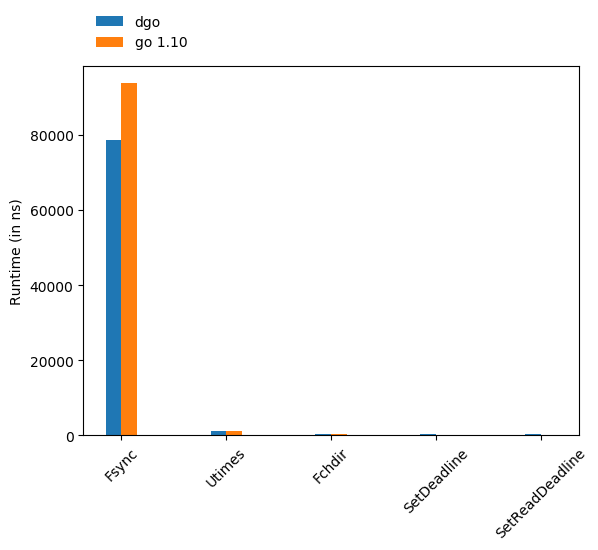 dgo
go 1.10
Runtime (in ns)
80000
60000
40000
20000
0
Fsync
Utimes
Fchdir
SetDeadline
SetReadDeadline